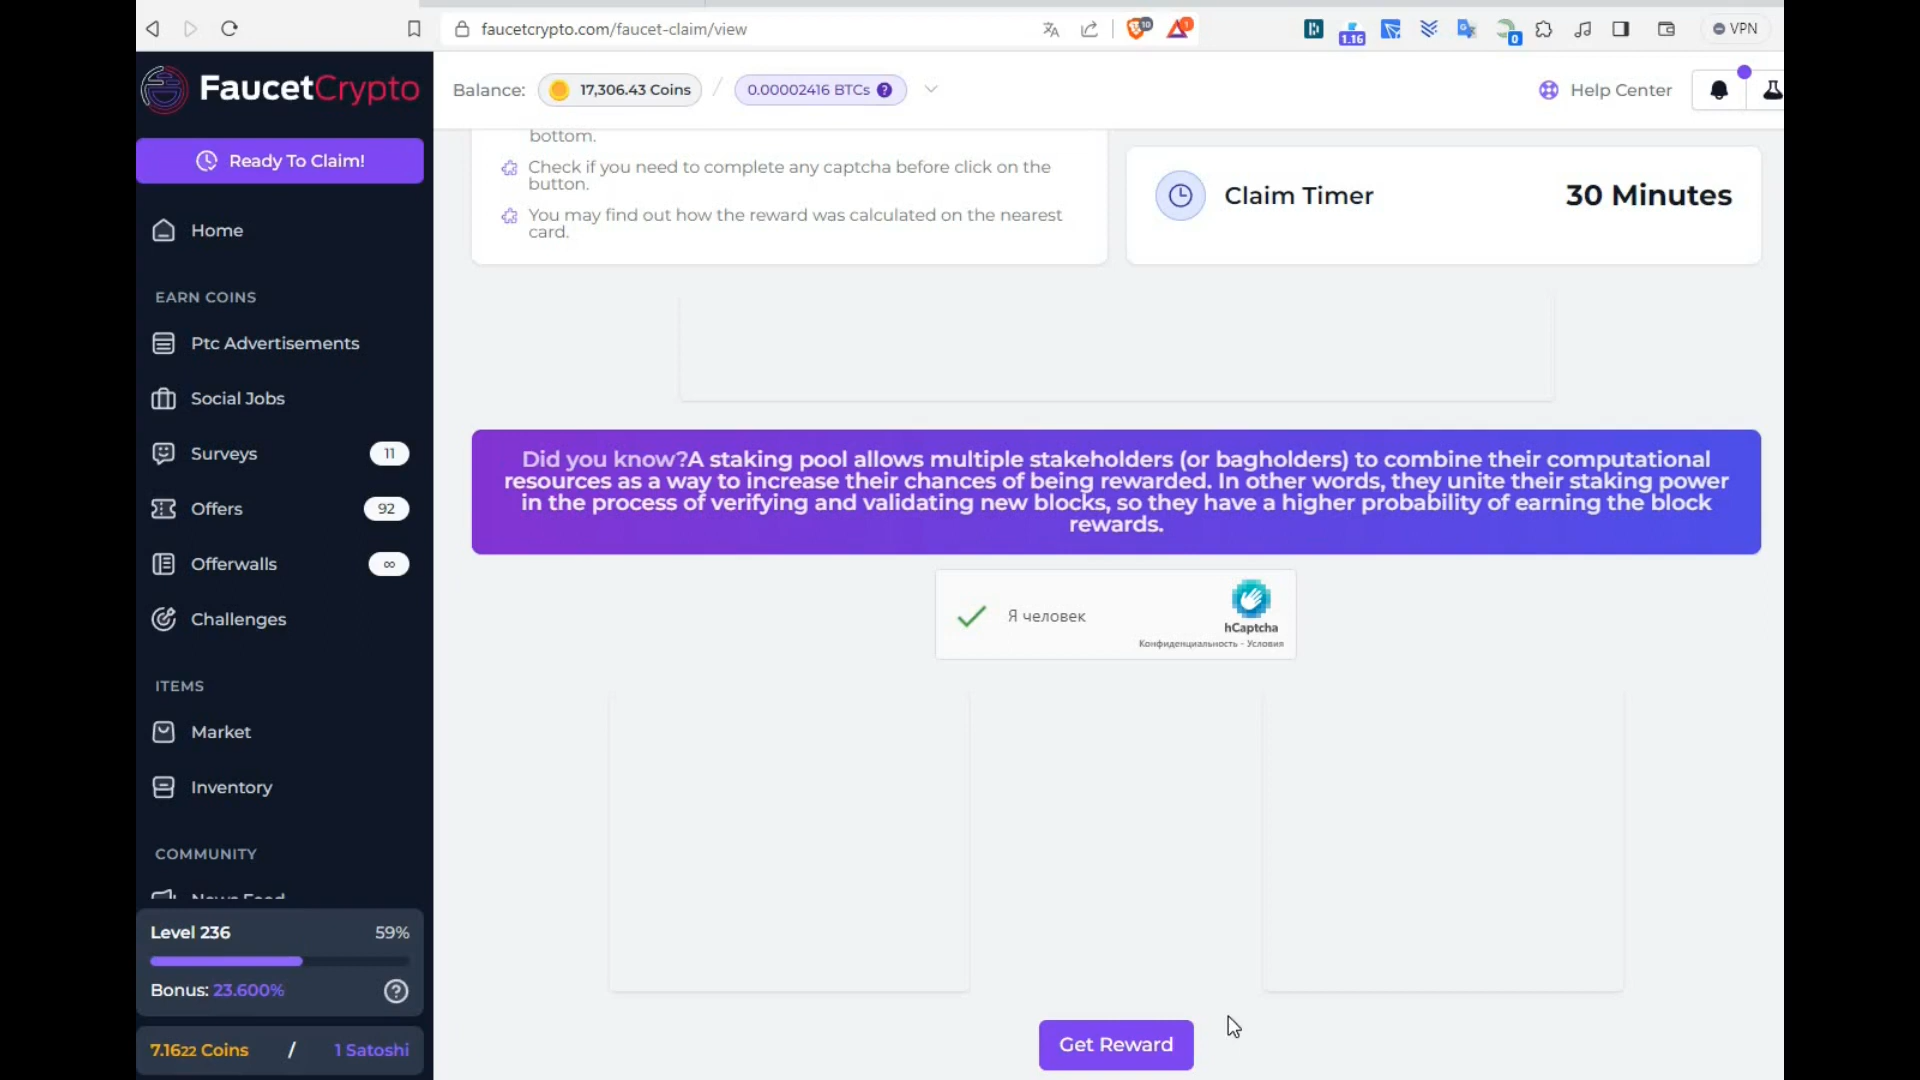 faucetcrypto.com/faucet-claim/view
10
1
1.16
0
VPN
FaucetCrypto
Balance:
17,306.43 Coins
/
0.00002416 BTCs
?
Help Center
Ready To Claim!
Home
EARN COINS
Ptc Advertisements
Social Jobs
Surveys
11
Offers
92
Offerwalls
∞
Challenges
ITEMS
Market
Inventory
COMMUNITY
News Feed
Level 236
59%
Bonus: 23.600%
?
7.1622 Coins
/
1 Satoshi
bottom.
Check if you need to complete any captcha before click on the
button.
You may find out how the reward was calculated on the nearest
card.
Claim Timer
30 Minutes
Did you know?A staking pool allows multiple stakeholders (or bagholders) to combine their computational
resources as a way to increase their chances of being rewarded. In other words, they unite their staking power
in the process of verifying and validating new blocks, so they have a higher probability of earning the block
rewards.
Я человек
hCaptcha
Конфиденциальность - Условия
Get Reward